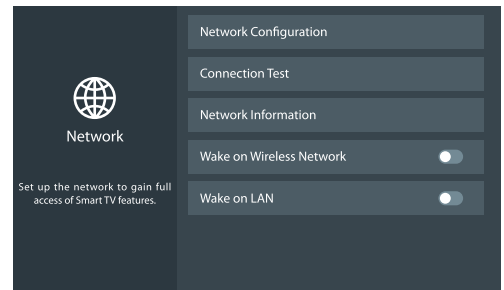 Network
Set up the network to gain full
access of Smart TV features.
Network Configuration
Connection Test
Network Information
Wake on Wireless Network
Wake on LAN